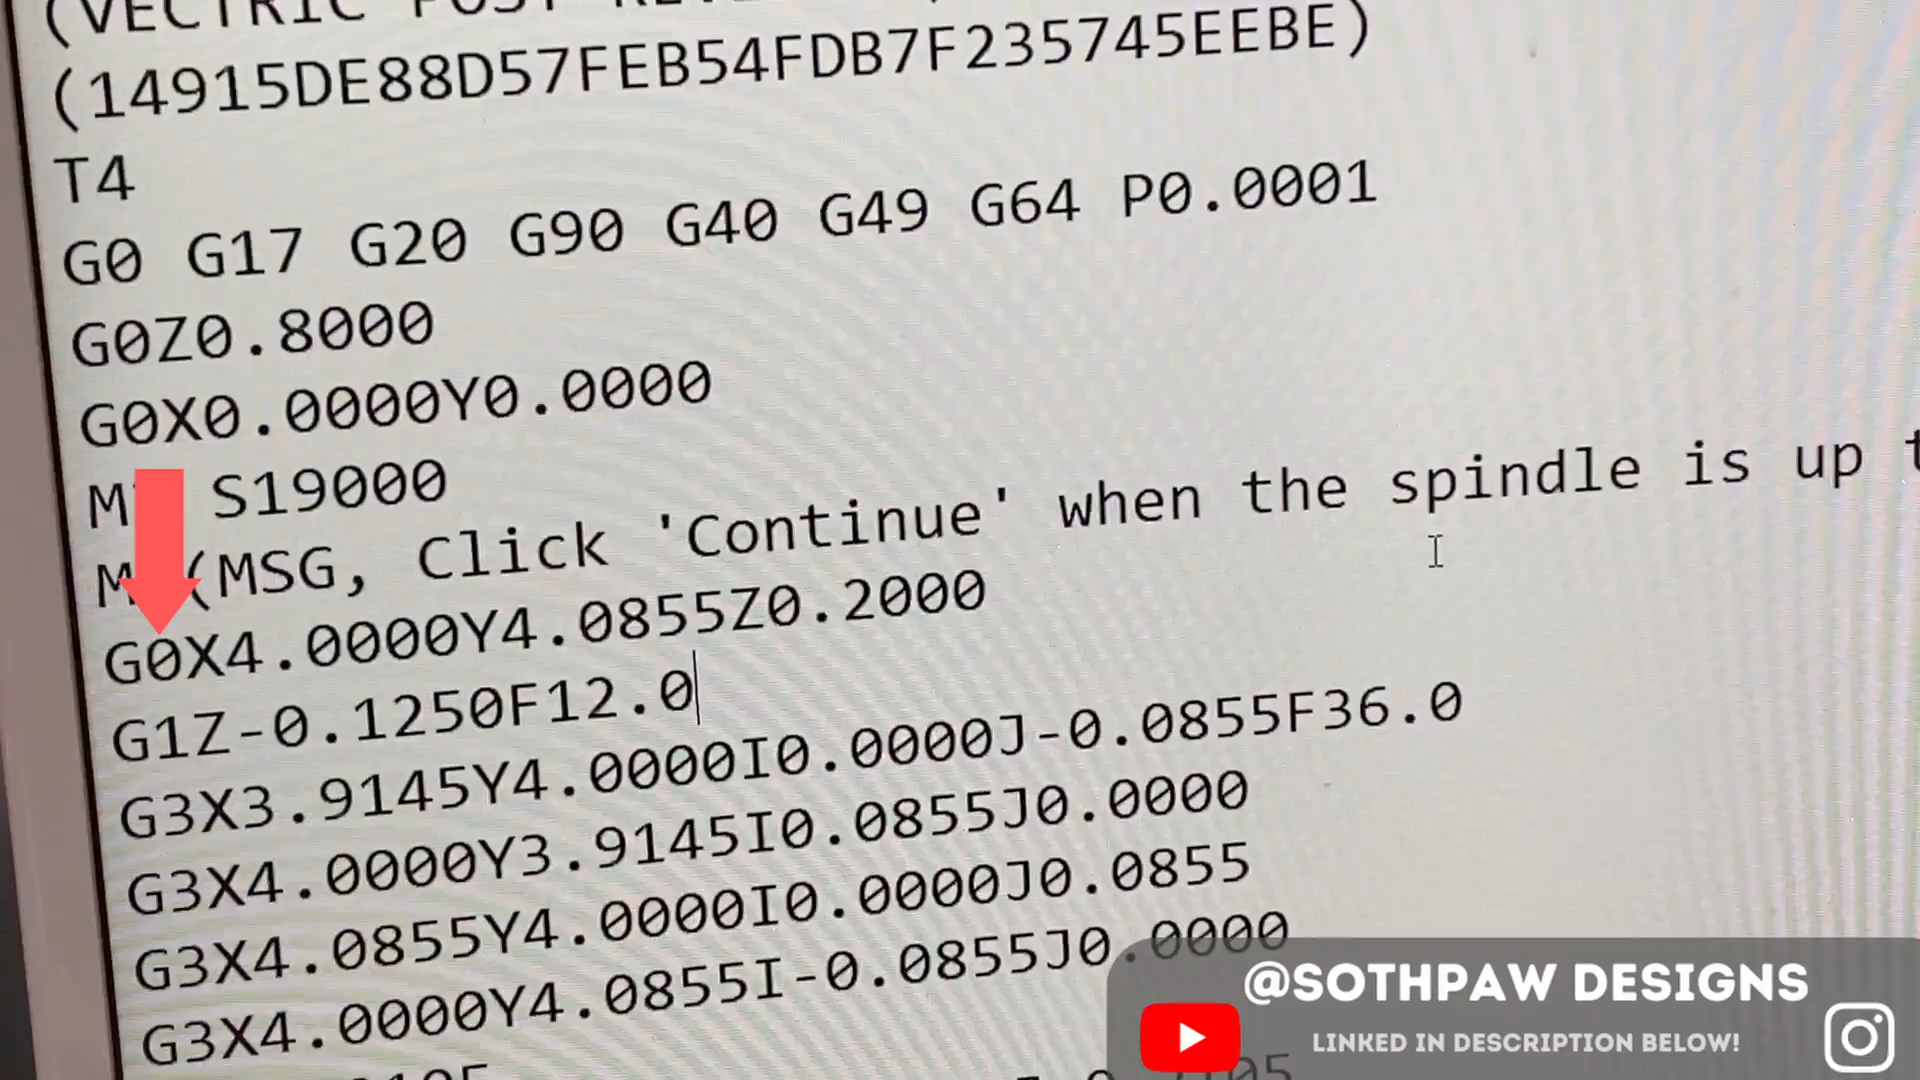 (VECTRIC POST
(14915DE88D57FEB54FDB7F235745EEBE)
T4
G0 G17 G20 G90 G40 G49 G64 P0.0001
G0Z0.8000
G0X0.0000Y0.0000
S19000
(MSG, Click 'Continue' when the spindle is up
G0X4.0000Y4.0855Z0.2000
G1Z-0.1250F12.0
G3X3.9145Y4.0000I0.0000J-0.0855F36.0
G3X4.0000Y3.9145I0.0855J0.0000
G3X4.0855Y4.0000I0.0000J0.0855
G3X4.0000Y4.0855I-0.0855J0.0000
@SOTHPAW DESIGNS
LINKED IN DESCRIPTION BELOW!